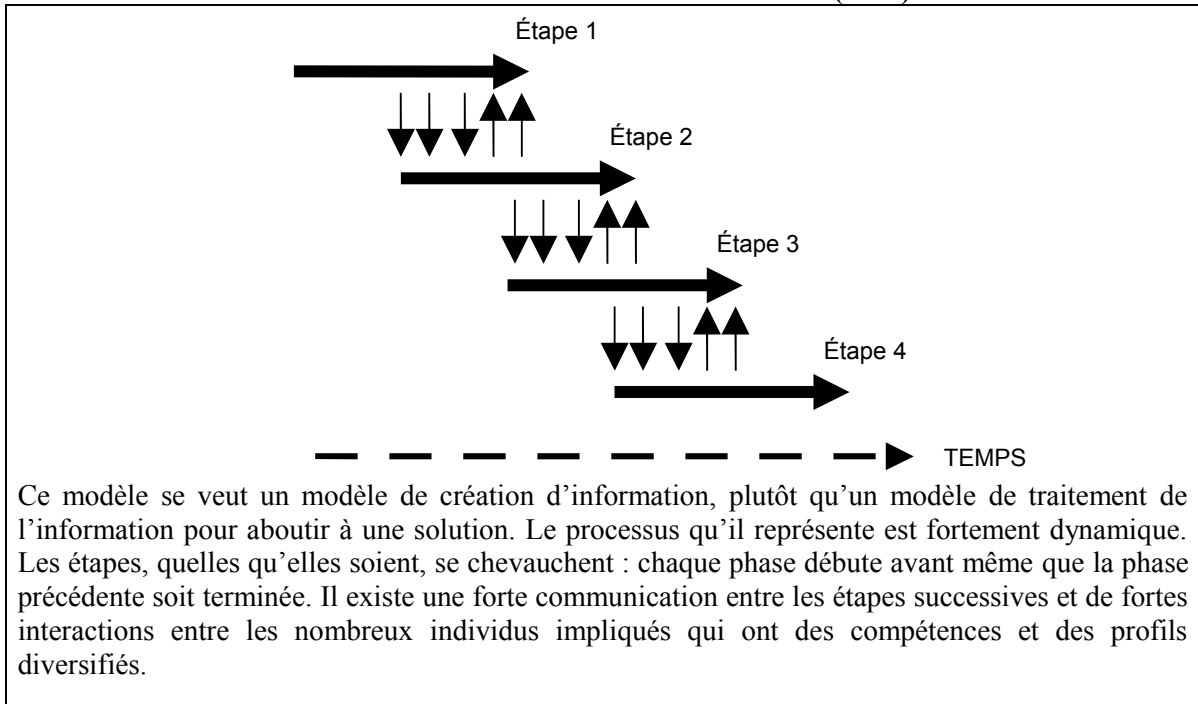 Étape 1
Étape 2
Étape 3
Étape 4
TEMPS
Ce modèle se veut un modèle de création d’information, plutôt qu’un modèle de traitement de
l’information pour aboutir à une solution. Le processus qu’il représente est fortement dynamique.
Les étapes, quelles qu’elles soient, se chevauchent : chaque phase débute avant même que la phase
précédente soit terminée. Il existe une forte communication entre les étapes successives et de fortes
interactions entre les nombreux individus impliqués qui ont des compétences et des profils
diversifiés.